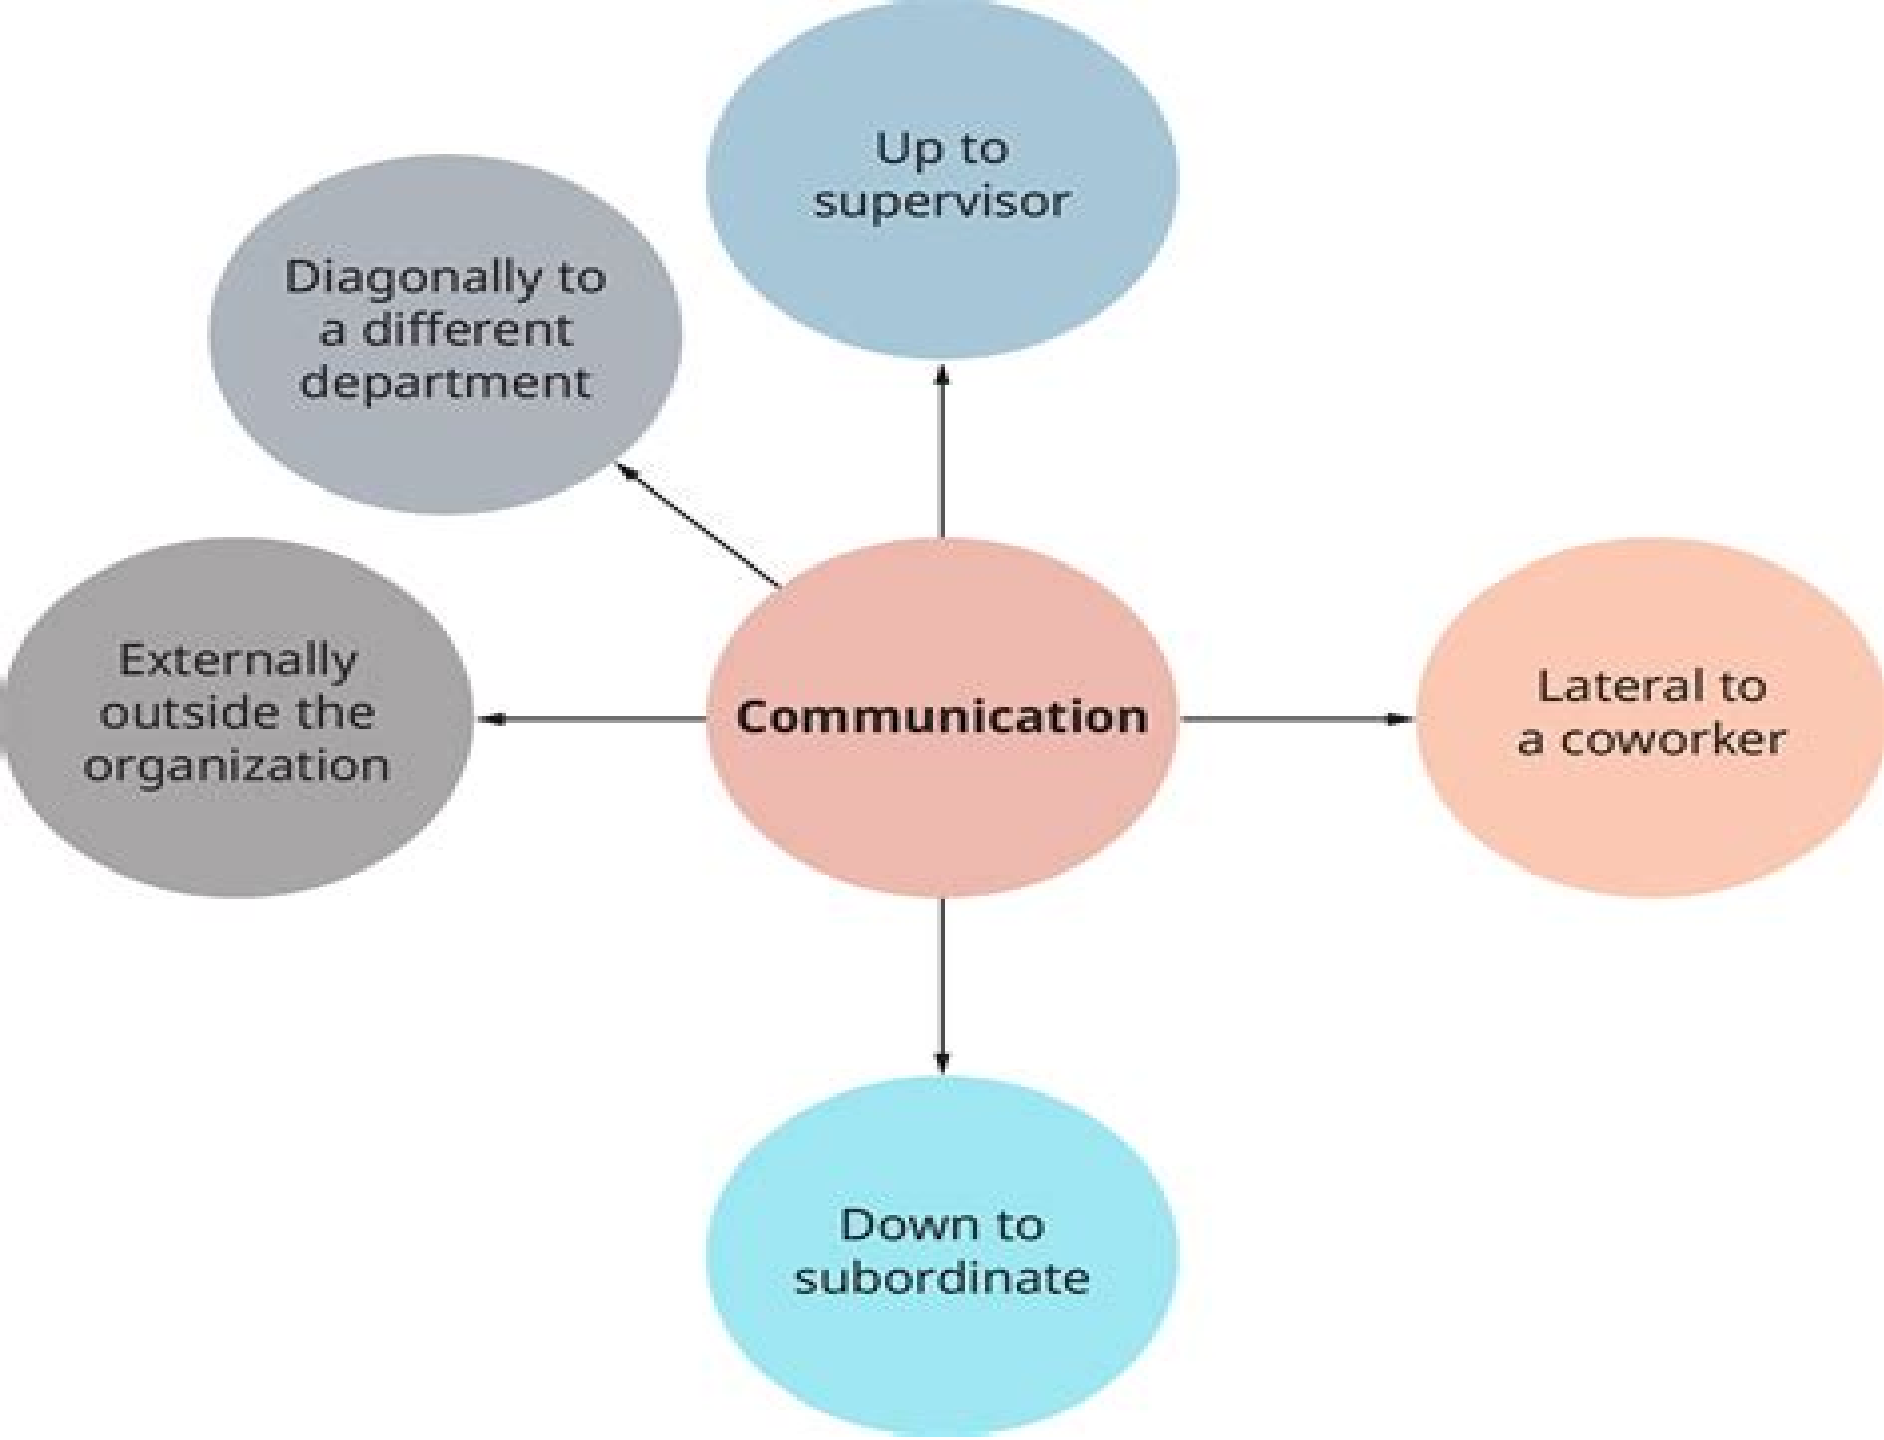 Up to
supervisor
Diagonally to
a different
department
Externally
outside the
organization
Communication
Lateral to
a coworker
Down to
subordinate